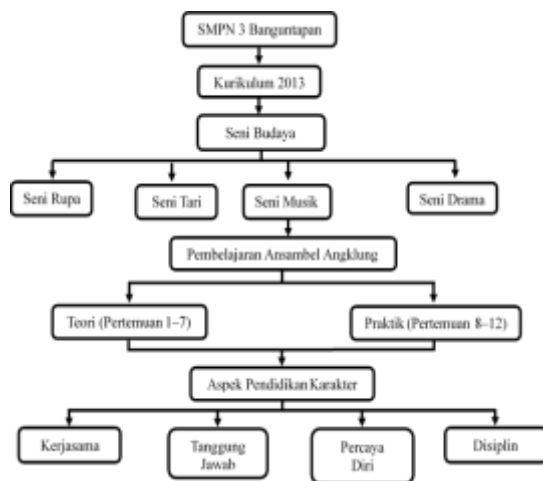 SMPN 3 Banguntapan
Kurikulum 2013
Seni Budaya
Seni Rupa
Seni Tari
Seni Musik
Seni Drama
Pembelajaran Ansambel Angklung
Teori (Pertemuan 1–7)
Praktik (Pertemuan 8–12)
Aspek Pendidikan Karakter
Kerjasama
Tanggung
Jawab
Percaya
Diri
Disiplin